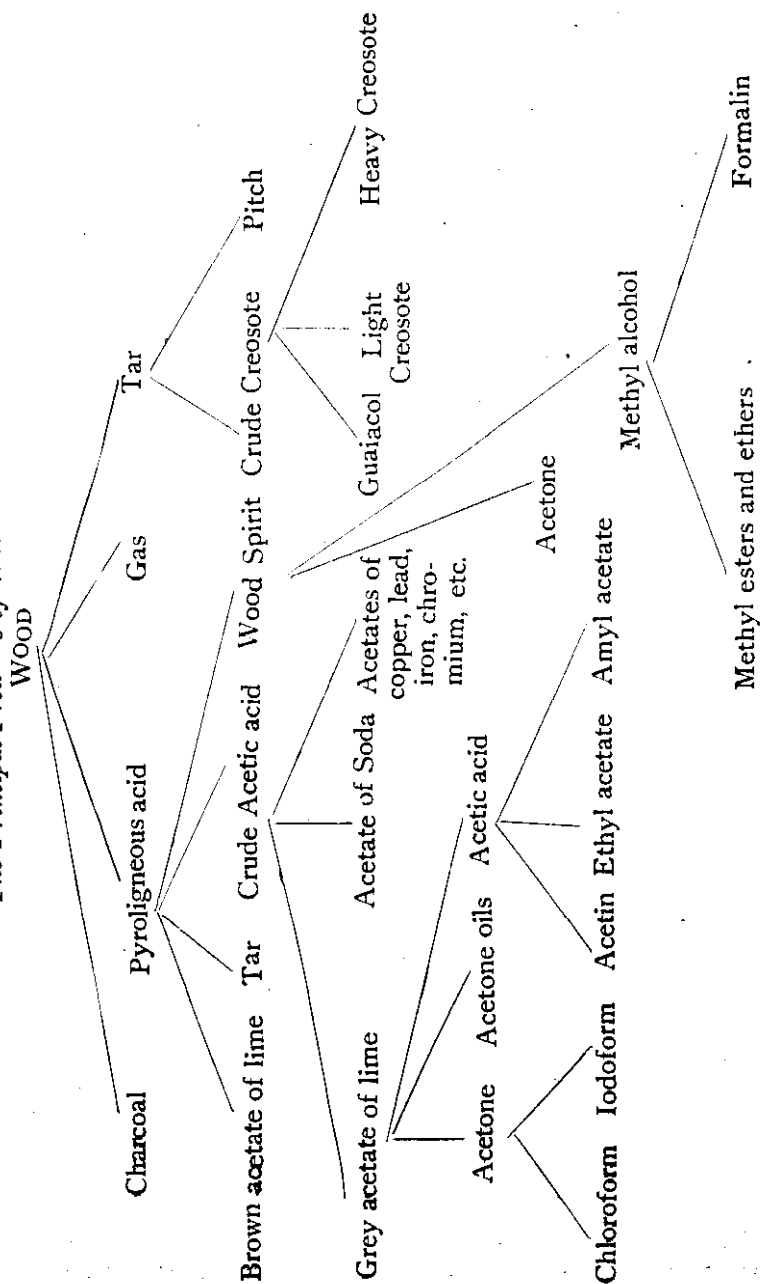 WOOD
Charcoal Pyroligneous acid Gas Tar
Brown acetate of lime Tar Crude Acetic acid Wood Spirit Crude Creosote Pitch
Grey acetate of lime Acetate of Soda Acetates of copper, lead, iron, chro-mium, etc. Guaiacol Light Creosote Heavy Creosote
Acetone Acetone oils Acetic acid Acetone
Chloroform Iodoform Acetin Ethyl acetate Amyl acetate Methyl alcohol
Methyl esters and ethers Formalin